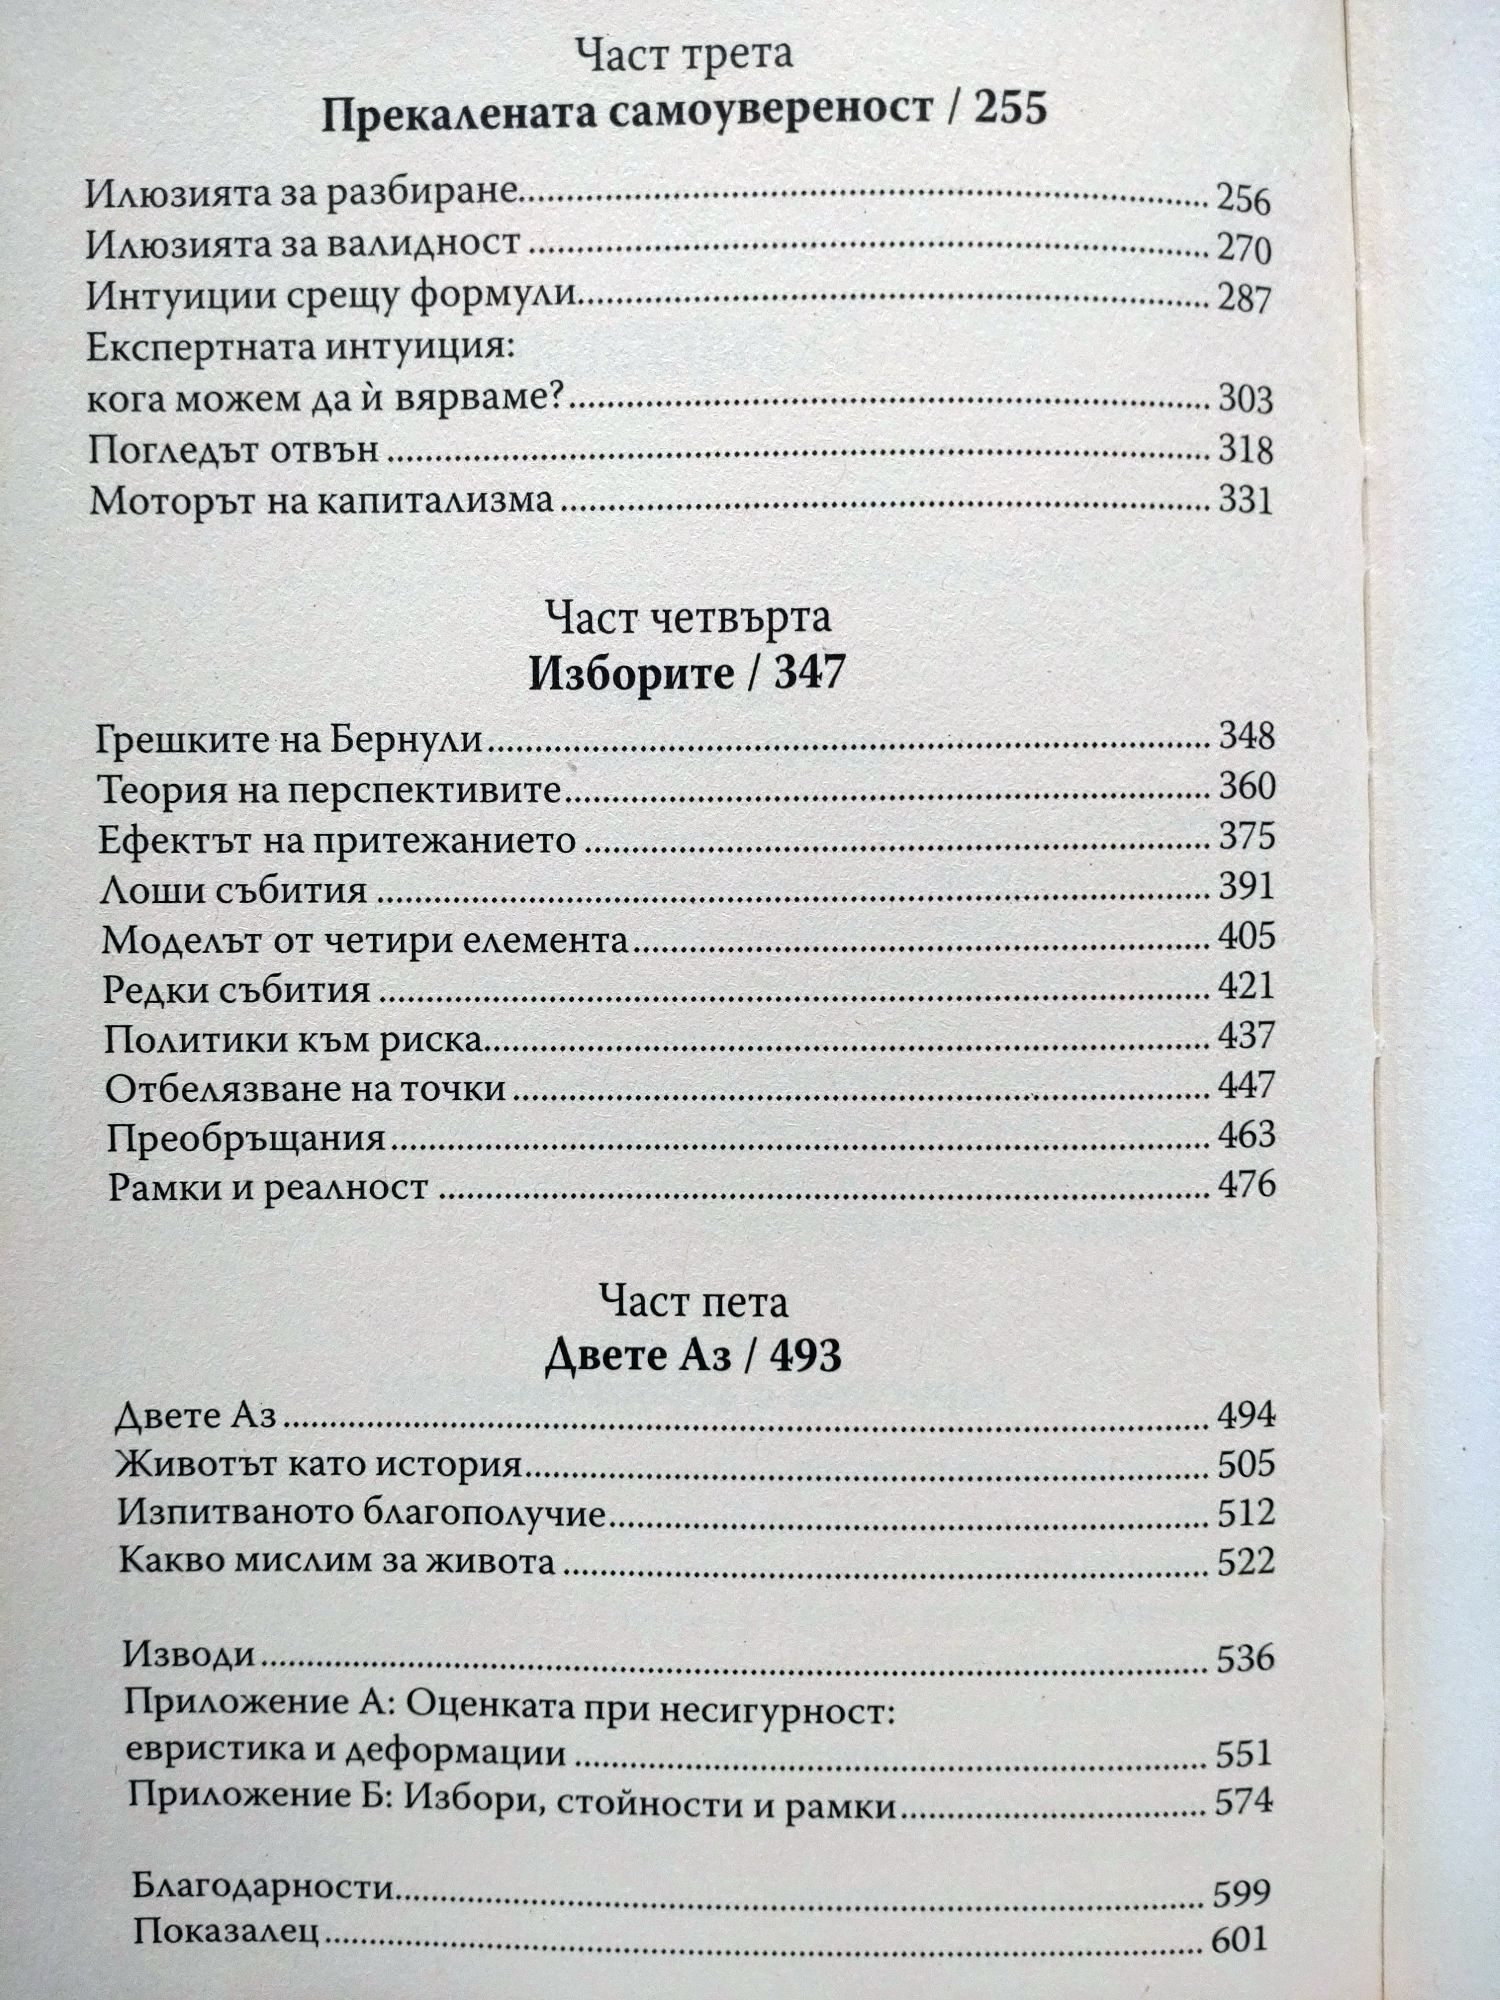 Част трета
Прекалената самоувереност / 255
Илюзията за разбиране........256
Илюзията за валидност........270
Интуиции срещу формули........287
Експертната интуиция:
кога можем да ѝ вярваме?........303
Погледът отвън........318
Моторът на капитализма........331
Част четвърта
Изборите / 347
Грешките на Бернули........348
Теория на перспективите........360
Ефектът на притежанието........375
Лоши събития........391
Моделът от четири елемента........405
Редки събития........421
Политики към риска........437
Отбелязване на точки........447
Преобръщания........463
Рамки и реалност........476
Част пета
Двете Аз / 493
Двете Аз........494
Животът като история........505
Изпитваното благополучие........512
Какво мислим за живота........522
Изводи........536
Приложение А: Оценката при несигурност:
евристика и деформации........551
Приложение Б: Избори, стойности и рамки........574
Благодарности........599
Показалец........601